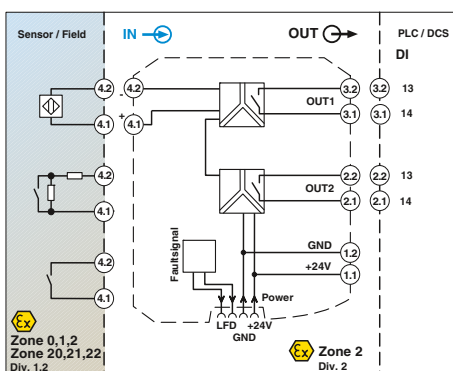 Sensor / Field
IN
OUT
PLC / DCS
DI
4.2
4.2
-
3.2
3.2
13
OUT1
4.1
+
4.1
3.1
3.1
14
4.2
2.2
2.2
13
OUT2
4.1
2.1
2.1
14
Faultsignal
GND
1.2
4.2
+24V
1.1
4.1
Power
LFD
+24V
GND
Ex
Zone 0,1,2
Zone 20,21,22
Div. 1,2
Ex
Zone 2
Div. 2